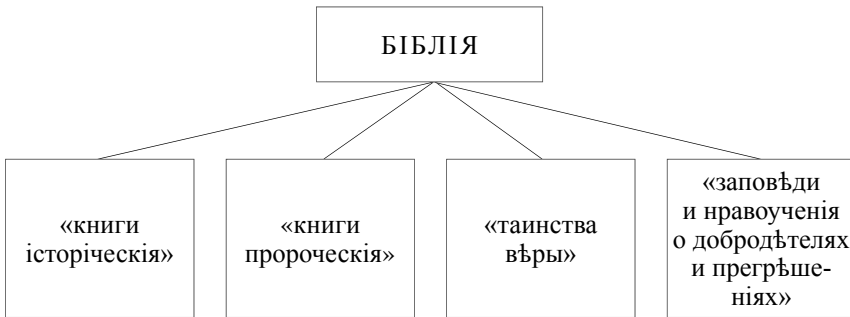 БІБЛІЯ
«книги
історіческія»
«книги
пророческія»
«таинства
вѣры»
«заповѣди
и нравоученія
о добродѣтелях
и прегрѣше-
ніях»